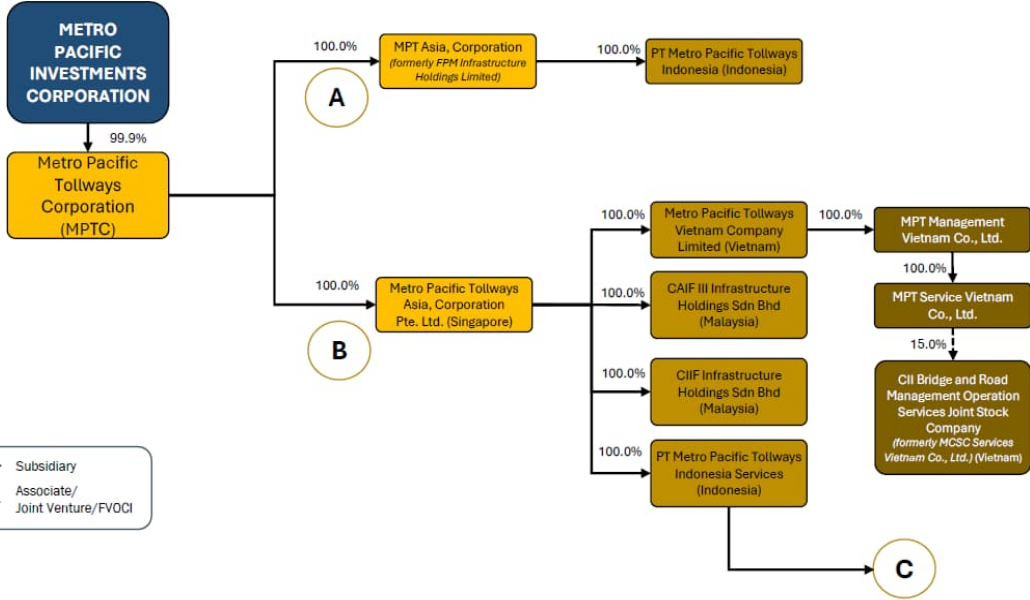 METRO
PACIFIC
INVESTMENTS
CORPORATION
99.9%
Metro Pacific
Tollways
Corporation
(MPTC)
100.0%
A
MPT Asia, Corporation
(formerly FPM Infrastructure
Holdings Limited)
100.0%
PT Metro Pacific Tollways
Indonesia (Indonesia)
100.0%
B
Metro Pacific Tollways
Asia, Corporation
Pte. Ltd. (Singapore)
100.0%
Metro Pacific Tollways
Vietnam Company
Limited (Vietnam)
100.0%
MPT Management
Vietnam Co., Ltd.
100.0%
MPT Service Vietnam
Co., Ltd.
15.0%
CII Bridge and Road
Management Operation
Services Joint Stock
Company
(formerly MCSC Services
Vietnam Co., Ltd.) (Vietnam)
100.0%
CAIF III Infrastructure
Holdings Sdn Bhd
(Malaysia)
100.0%
CIIF Infrastructure
Holdings Sdn Bhd
(Malaysia)
100.0%
PT Metro Pacific Tollways
Indonesia Services
(Indonesia)
C
Subsidiary
Associate/
Joint Venture/FVOCI